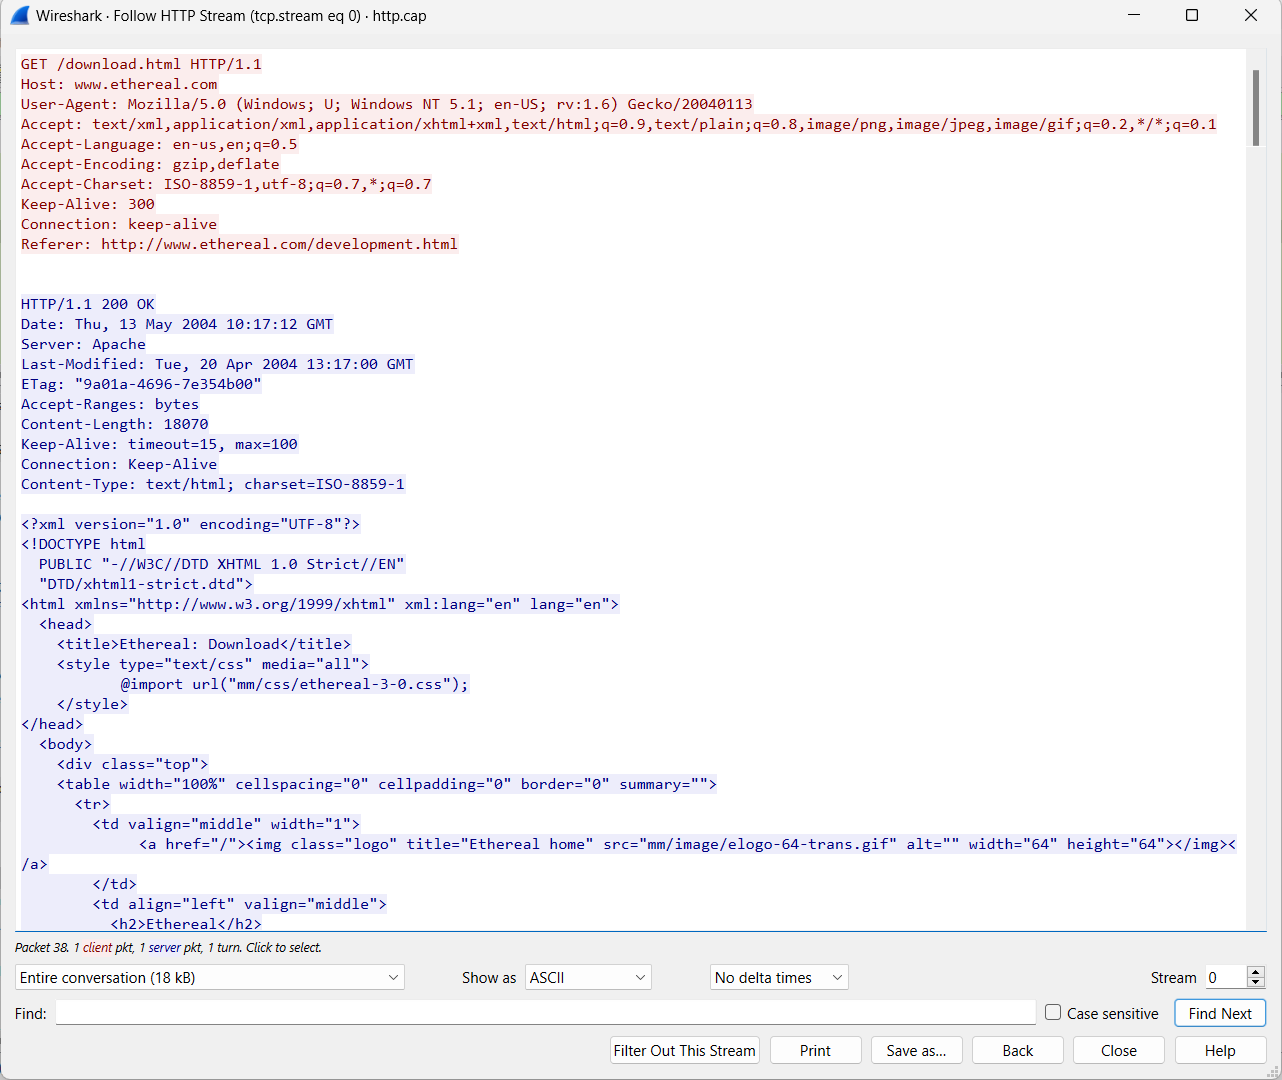 Wireshark · Follow HTTP Stream (tcp.stream eq 0) · http.cap
GET /download.html HTTP/1.1
Host: www.ethereal.com
User-Agent: Mozilla/5.0 (Windows; U; Windows NT 5.1; en-US; rv:1.6) Gecko/20040113
Accept: text/xml,application/xml,application/xhtml+xml,text/html;q=0.9,text/plain;q=0.8,image/png,image/jpeg,image/gif;q=0.2,*/*;q=0.1
Accept-Language: en-us,en;q=0.5
Accept-Encoding: gzip,deflate
Accept-Charset: ISO-8859-1,utf-8;q=0.7,*;q=0.7
Keep-Alive: 300
Connection: keep-alive
Referer: http://www.ethereal.com/development.html
HTTP/1.1 200 OK
Date: Thu, 13 May 2004 10:17:12 GMT
Server: Apache
Last-Modified: Tue, 20 Apr 2004 13:17:00 GMT
ETag: "9a01a-4696-7e354b00"
Accept-Ranges: bytes
Content-Length: 18070
Keep-Alive: timeout=15, max=100
Connection: Keep-Alive
Content-Type: text/html; charset=ISO-8859-1
<?xml version="1.0" encoding="UTF-8"?>
<!DOCTYPE html
  PUBLIC "-//W3C//DTD XHTML 1.0 Strict//EN"
  "DTD/xhtml1-strict.dtd">
<html xmlns="http://www.w3.org/1999/xhtml" xml:lang="en" lang="en">
  <head>
    <title>Ethereal: Download</title>
    <style type="text/css" media="all">
           @import url("mm/css/ethereal-3-0.css");
    </style>
</head>
  <body>
    <div class="top">
    <table width="100%" cellspacing="0" cellpadding="0" border="0" summary="">
      <tr>
        <td valign="middle" width="1">
             <a href="/"><img class="logo" title="Ethereal home" src="mm/image/elogo-64-trans.gif" alt="" width="64" height="64"></img><
/a>
        </td>
        <td align="left" valign="middle">
          <h2>Ethereal</h2>
Packet 38. 1 client pkt, 1 server pkt, 1 turn. Click to select.
Entire conversation (18 kB) Show as ASCII No delta times Stream 0
Find: Case sensitive Find Next
Filter Out This Stream Print Save as... Back Close Help